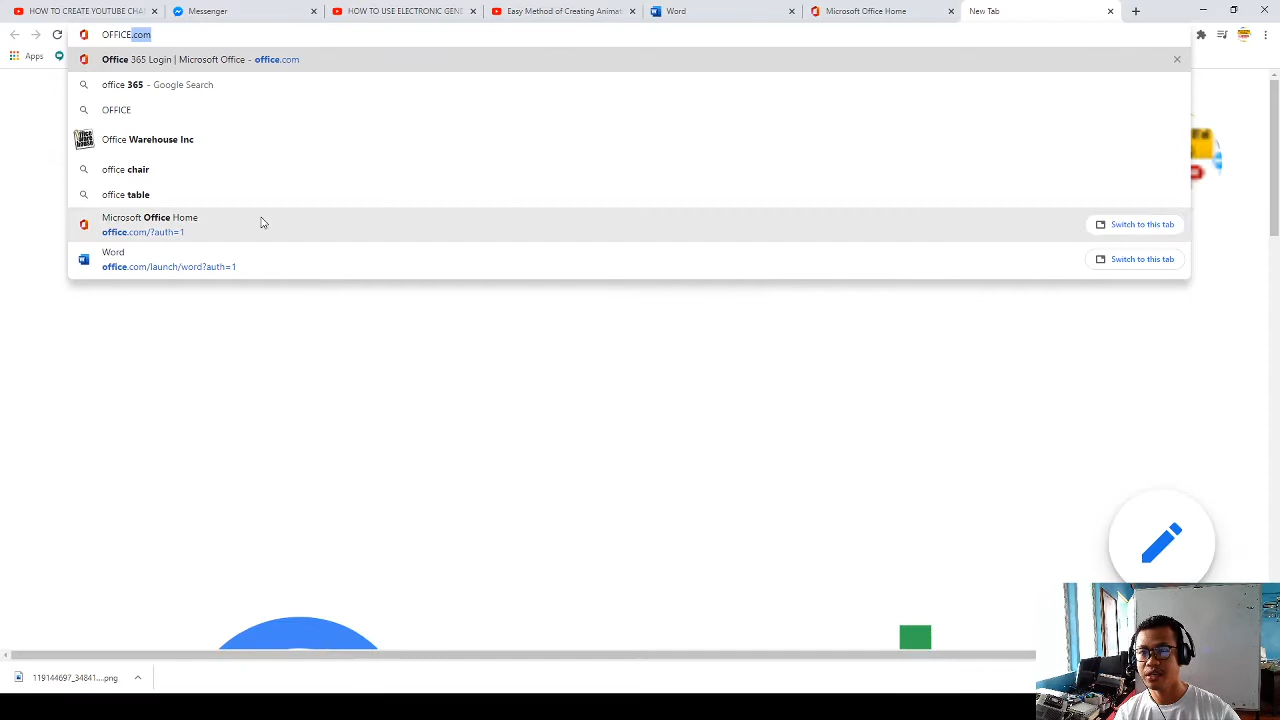 HOW TO CREATE YOUTUBE CHAN
Messenger
HOW TO USE ELECTRONIC GENE
Easy Method of Creating Animat
Word
Microsoft Office Home
New Tab
OFFICE.com
Apps
Office 365 Login | Microsoft Office - office.com
office 365 - Google Search
OFFICE
Office Warehouse Inc
office chair
office table
Microsoft Office Home
office.com/?auth=1
Switch to this tab
Word
office.com/launch/word?auth=1
Switch to this tab
119144697_34841....png